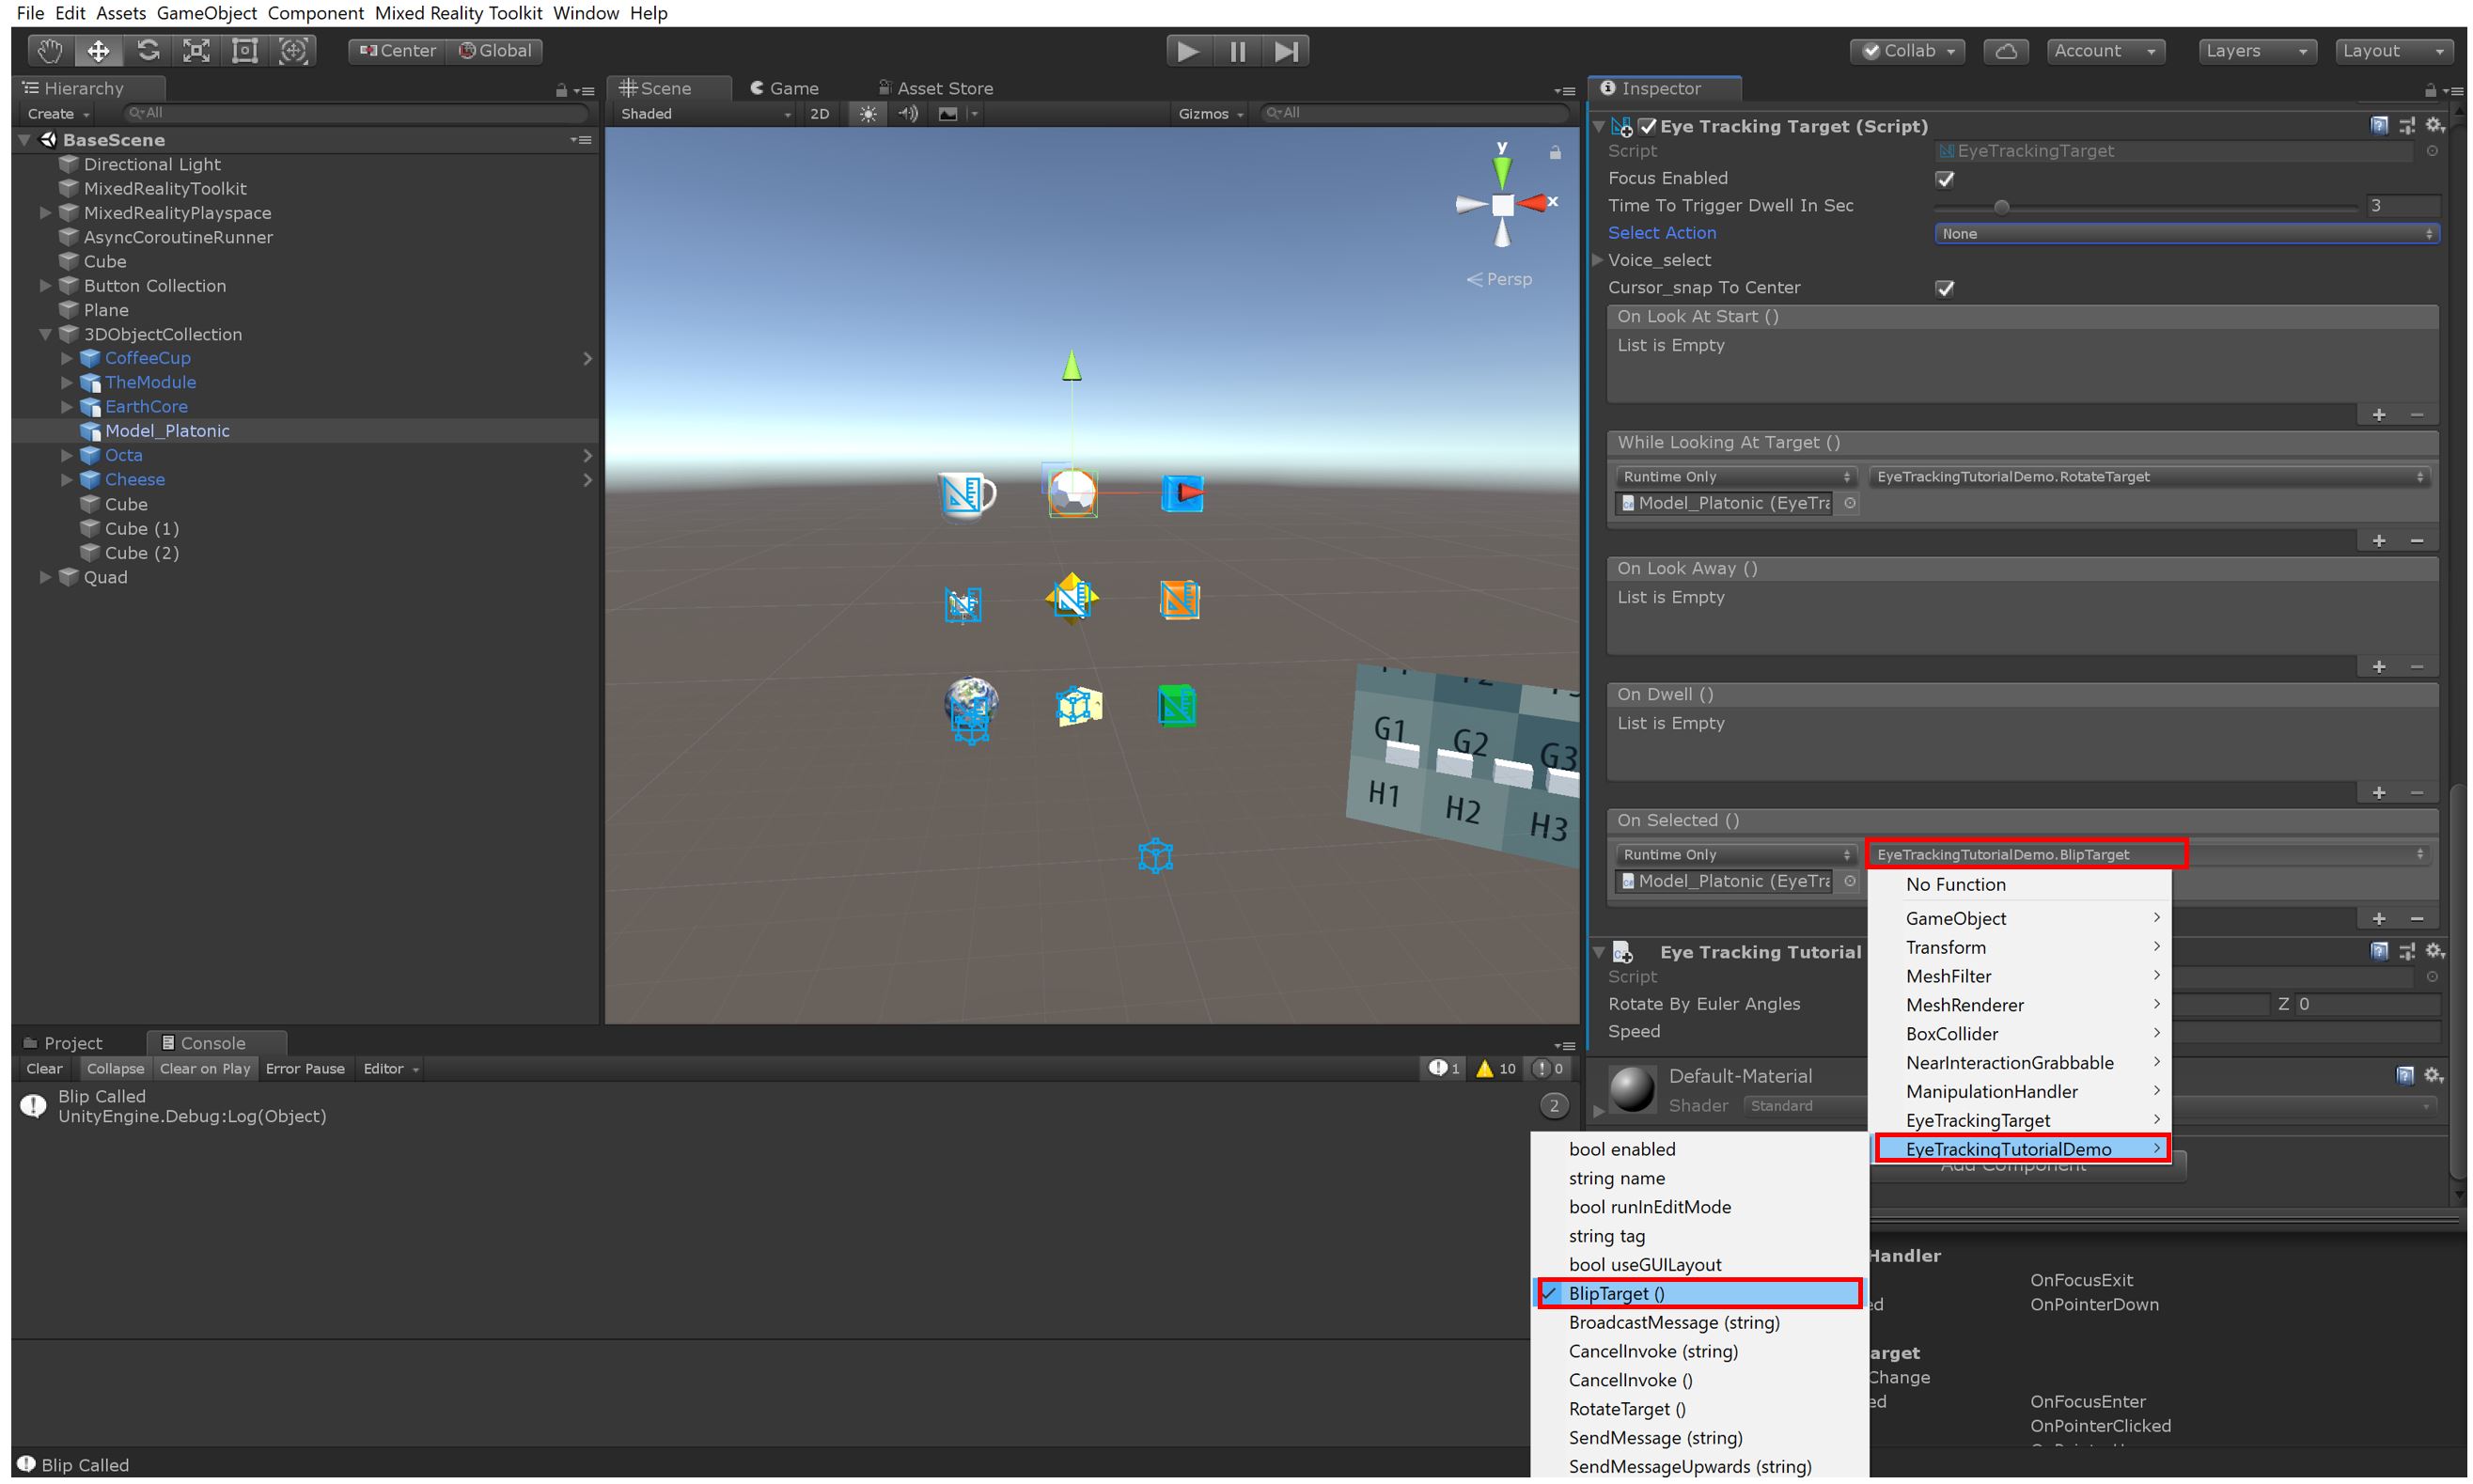 File Edit Assets GameObject Component Mixed Reality Toolkit Window Help
Center Global
Collab Account Layers Layout
Hierarchy
Create All
BaseScene
Directional Light
MixedRealityToolkit
MixedRealityPlayspace
AsyncCoroutineRunner
Cube
Button Collection
Plane
3DObjectCollection
CoffeeCup
TheModule
EarthCore
Model_Platonic
Octa
Cheese
Cube
Cube (1)
Cube (2)
Quad
Scene Game Asset Store
Shaded 2D Gizmos All
y
x
Persp
G1 G2 G3
H1 H2 H3
Inspector
Eye Tracking Target (Script)
Script EyeTrackingTarget
Focus Enabled
Time To Trigger Dwell In Sec 3
Select Action None
Voice_select
Cursor_snap To Center
On Look At Start ()
List is Empty
While Looking At Target ()
Runtime Only EyeTrackingTutorialDemo.RotateTarget
Model_Platonic (EyeTra
On Look Away ()
List is Empty
On Dwell ()
List is Empty
On Selected ()
Runtime Only EyeTrackingTutorialDemo.BlipTarget
Model_Platonic (EyeTra
No Function
GameObject
Transform
MeshFilter
MeshRenderer
BoxCollider
NearInteractionGrabbable
ManipulationHandler
EyeTrackingTarget
EyeTrackingTutorialDemo
Eye Tracking Tutorial
Script
Rotate By Euler Angles Z 0
Speed
Default-Material
Shader Standard
Add Component
bool enabled
string name
bool runInEditMode
string tag
bool useGUILayout
BlipTarget ()
BroadcastMessage (string)
CancelInvoke (string)
CancelInvoke ()
RotateTarget ()
SendMessage (string)
SendMessageUpwards (string)
Handler
OnFocusExit
ed OnPointerDown
arget
Change
ed OnFocusEnter
OnPointerClicked
Project Console
Clear Collapse Clear on Play Error Pause Editor 1 10 0
Blip Called
UnityEngine.Debug:Log(Object)
2
Blip Called